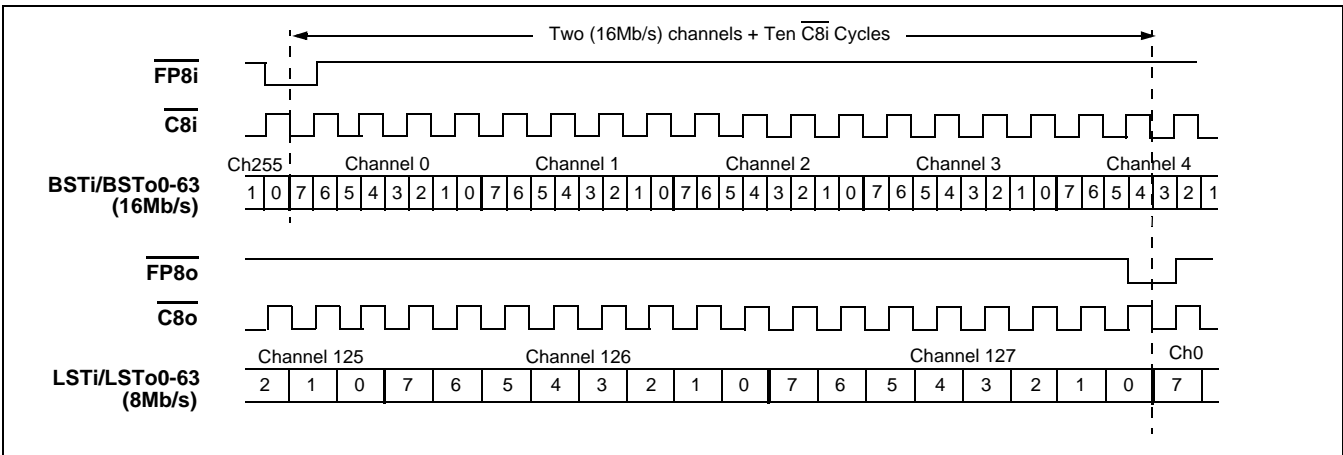 Two (16Mb/s) channels + Ten C8i Cycles
FP8i
C8i
Ch255 Channel 0 Channel 1 Channel 2 Channel 3 Channel 4
BSTi/BSTo0-63
(16Mb/s)
1 0 7 6 5 4 3 2 1 0 7 6 5 4 3 2 1 0 7 6 5 4 3 2 1 0 7 6 5 4 3 2 1 0 7 6 5 4 3 2 1
FP8o
C8o
Channel 125 Channel 126 Channel 127 Ch0
LSTi/LSTo0-63
(8Mb/s)
2 1 0 7 6 5 4 3 2 1 0 7 6 5 4 3 2 1 0 7